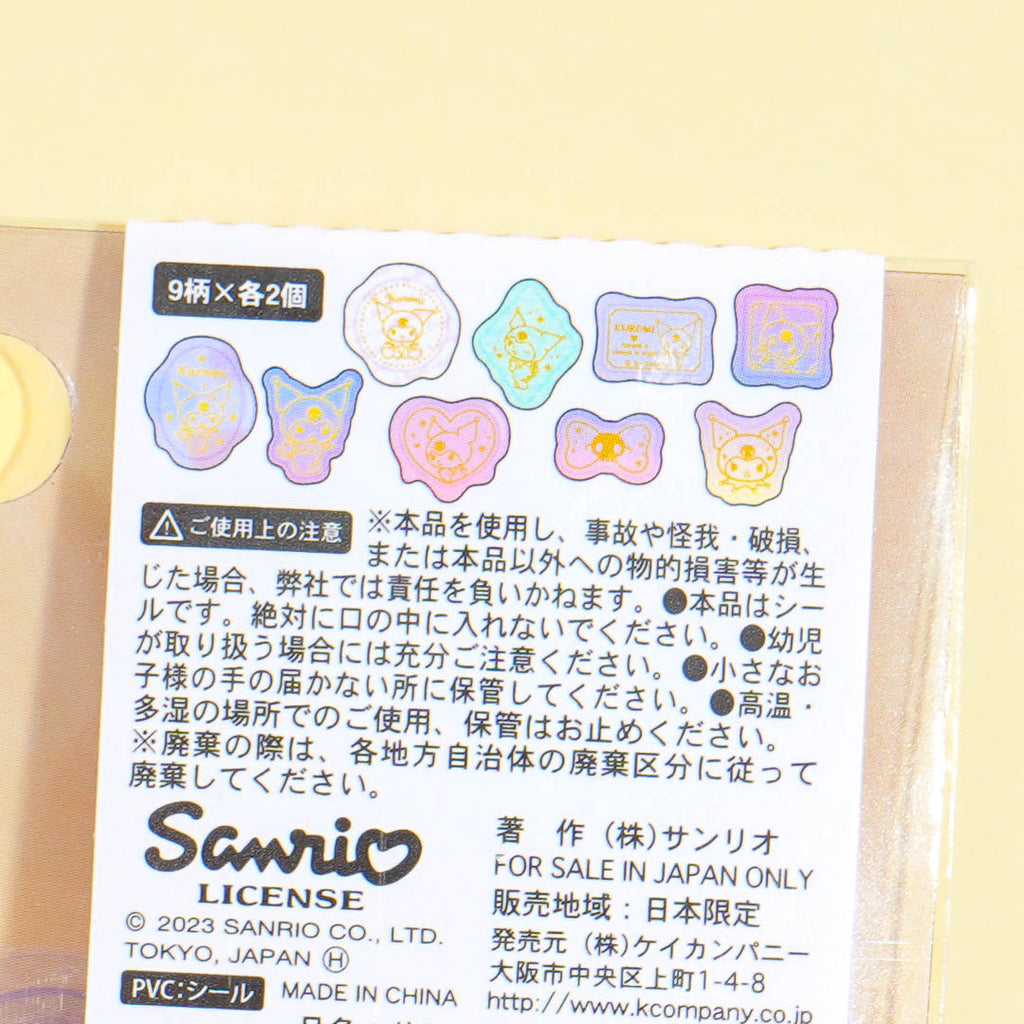 9柄×各2個
Kuromi
KUROMI
Kuromi
⚠ご使用上の注意
※本品を使用し、事故や怪我・破損、
または本品以外への物的損害等が生
じた場合、弊社では責任を負いかねます。●本品はシー
ルです。絶対に口の中に入れないでください。●幼児
が取り扱う場合には充分ご注意ください。●小さなお
子様の手の届かない所に保管してください。●高温・
多湿の場所でのご使用、保管はお止めください。
※廃棄の際は、各地方自治体の廃棄区分に従って
廃棄してください。
Sanrio
LICENSE
© 2023 SANRIO CO., LTD.
TOKYO, JAPAN Ⓗ
PVC:シール MADE IN CHINA
著 作 (株)サンリオ
FOR SALE IN JAPAN ONLY
販売地域:日本限定
発売元 (株)ケイカンパニー
大阪市中央区上町1-4-8
http://www.kcompany.co.jp